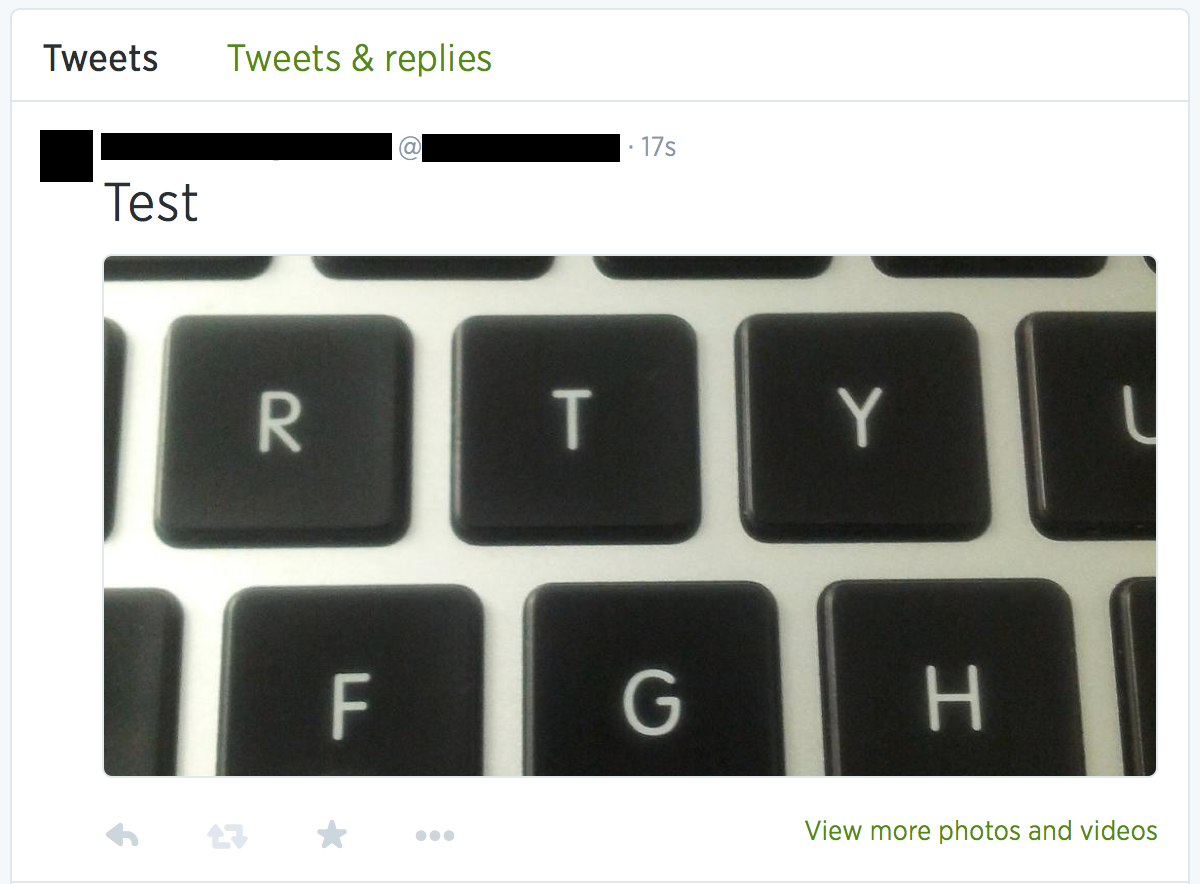 Tweets Tweets & replies
@ · 17s
Test
R T Y U
F G H
View more photos and videos